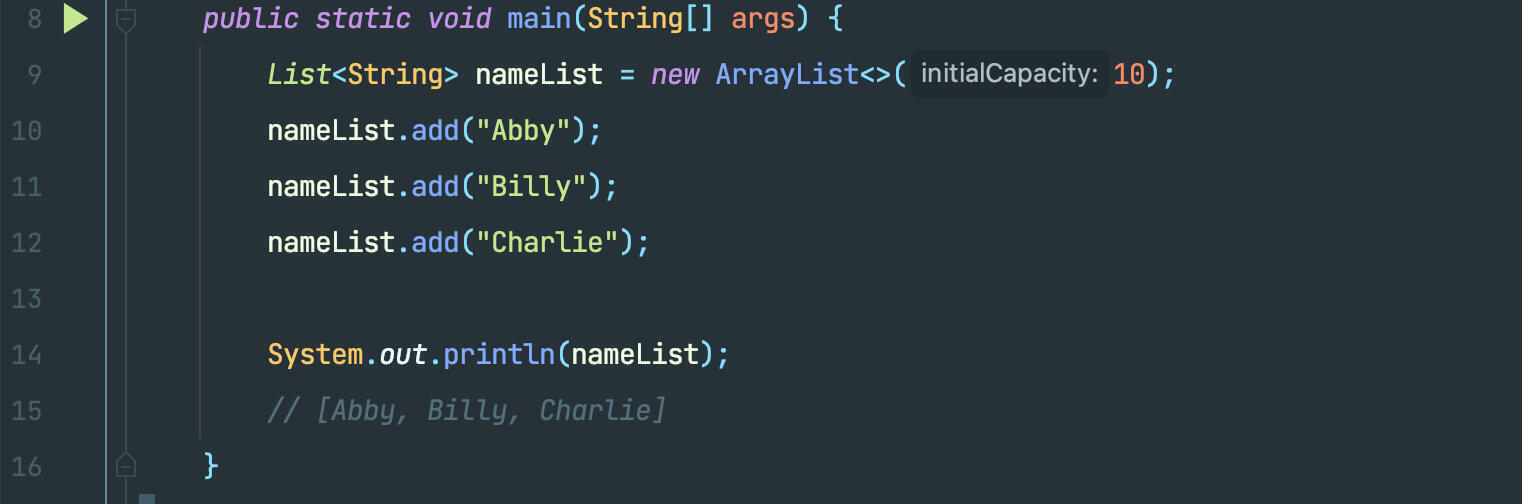 8 public static void main(String[] args) {
9 List<String> nameList = new ArrayList<>( initialCapacity: 10);
10 nameList.add("Abby");
11 nameList.add("Billy");
12 nameList.add("Charlie");
13
14 System.out.println(nameList);
15 // [Abby, Billy, Charlie]
16 }